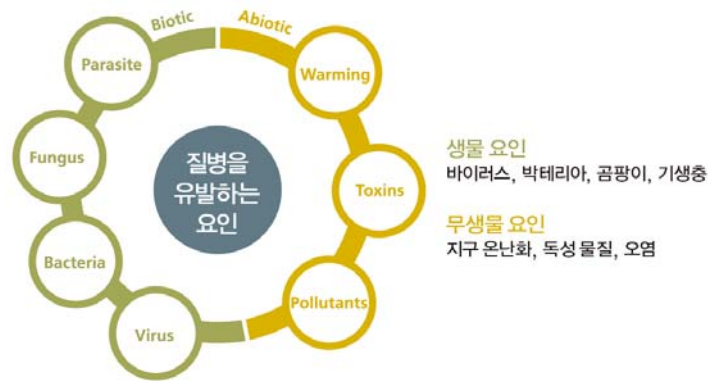 Biotic
Abiotic
Parasite
Warming
Fungus
Toxins
Bacteria
Pollutants
Virus
질병을
유발하는
요인
생물 요인
바이러스, 박테리아, 곰팡이, 기생충
무생물 요인
지구 온난화, 독성 물질, 오염